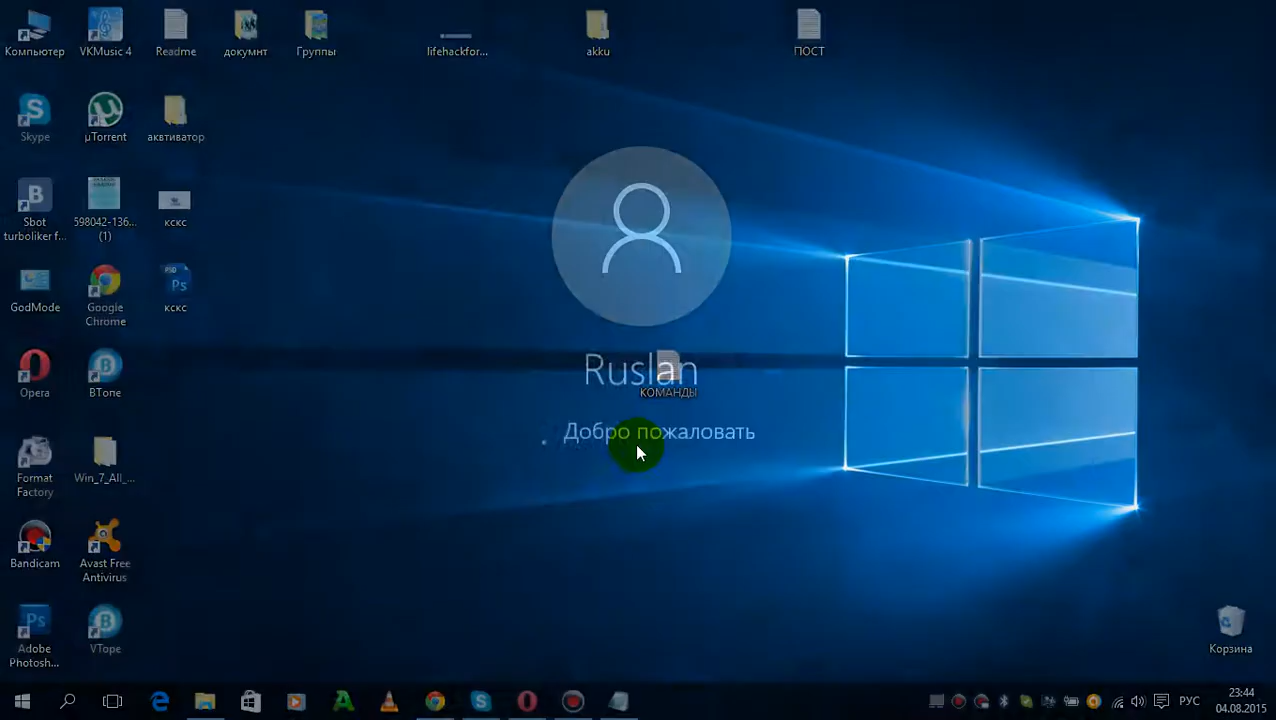 Компьютер
VKMusic 4
Readme
докумнт
Группы
lifehackfor...
akku
ПОСТ
Skype
µTorrent
аквтиватор
Sbot
turboliker f...
598042-136...
(1)
кскс
GodMode
Google
Chrome
кскс
Ruslan
КОМАНДЫ
Добро пожаловать
Opera
ВТопе
Format
Factory
Win_7_All_...
Bandicam
Avast Free
Antivirus
Adobe
Photosh...
VTope
Корзина
РУС
23:44
04.08.2015